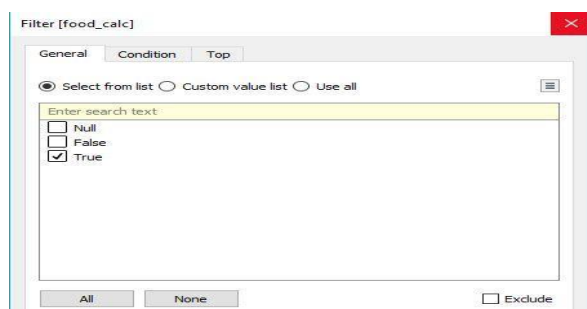 Filter [food_calc]
General Condition Top
Select from list Custom value list Use all
Enter search text
Null
False
True
All None Exclude